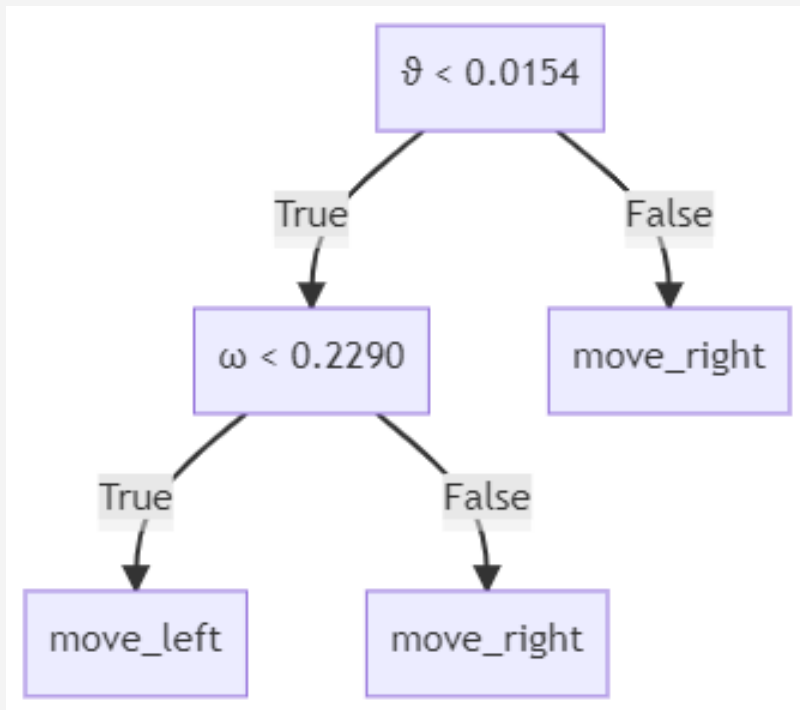 ϑ < 0.0154
True
False
ω < 0.2290
move_right
True
False
move_left
move_right